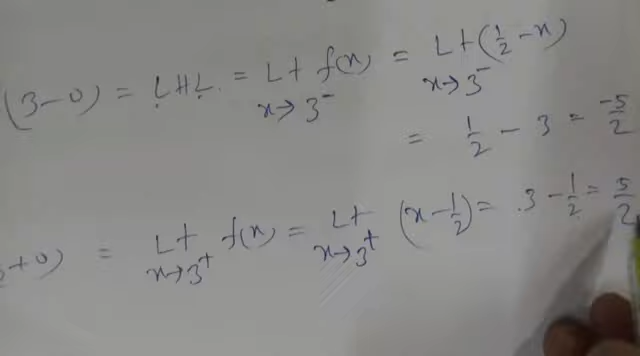 (3-0) = L.H.L. = Lt x→3⁻ f(x) = Lt x→3⁻ (1/2 - x)
= 1/2 - 3 = -5/2
+0) = Lt x→3⁺ f(x) = Lt x→3⁺ (x - 1/2) = 3 - 1/2 = 5/2